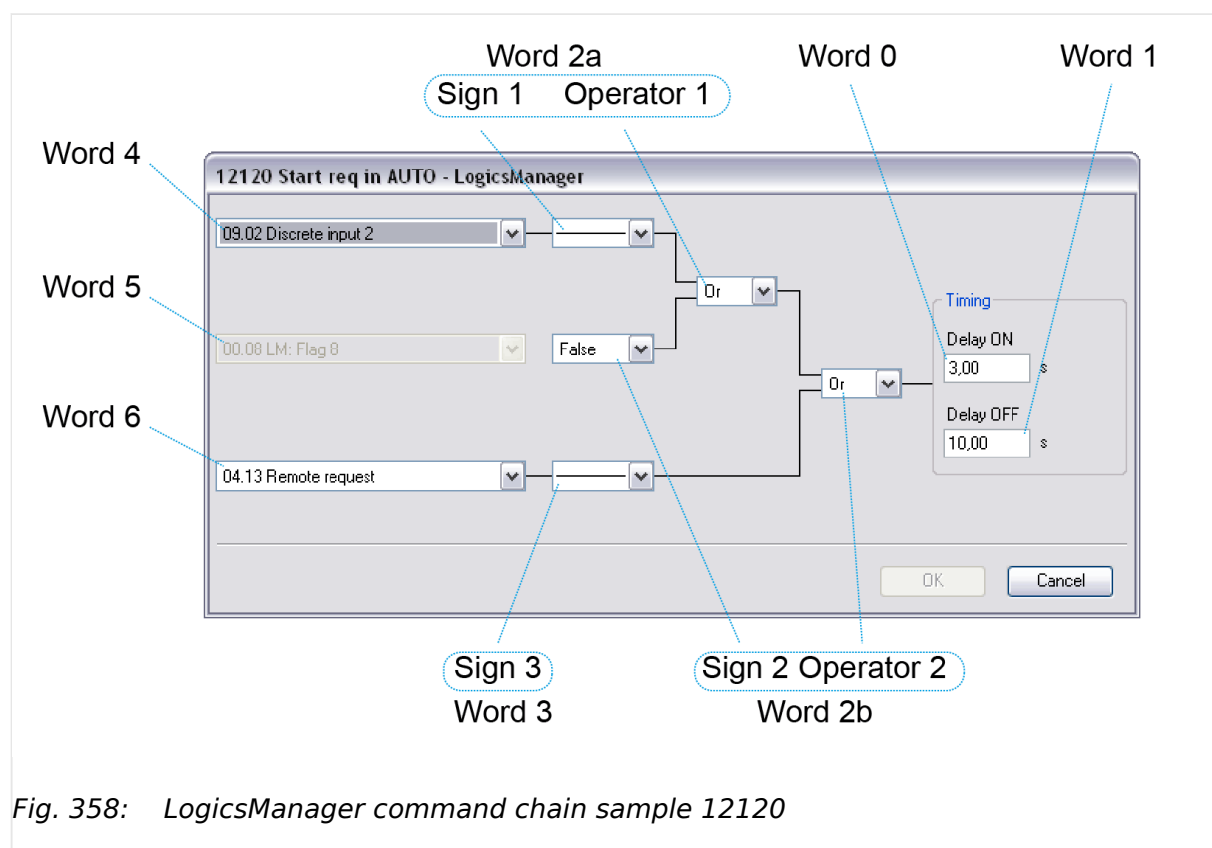 Word 2a Word 0 Word 1
Sign 1 Operator 1
Word 4
12120 Start req in AUTO - LogicsManager
09.02 Discrete input 2
Word 5
Or
Timing
Delay ON
00.08 LM: Flag 8 False
3,00 s
Or
Word 6
Delay OFF
10,00 s
04.13 Remote request
OK Cancel
Sign 3 Sign 2 Operator 2
Word 3 Word 2b
Fig. 358: LogicsManager command chain sample 12120